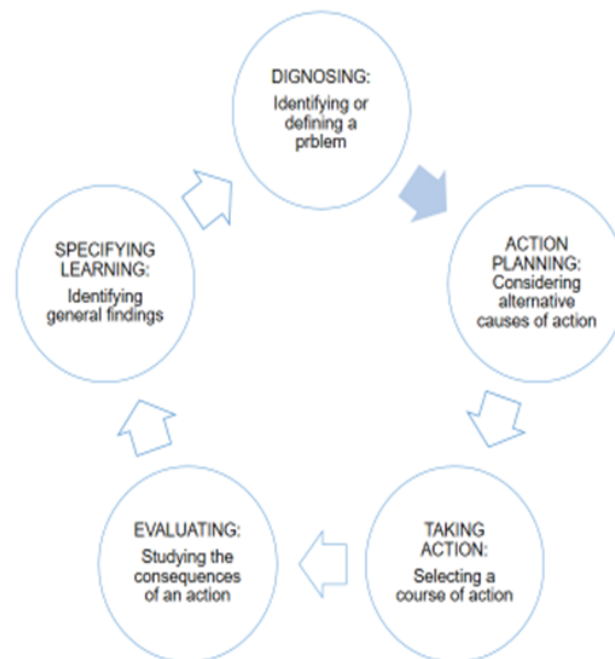 DIGNOSING:
Identifying or
defining a
prblem
ACTION
PLANNING:
Considering
alternative
causes of action
TAKING
ACTION:
Selecting a
course of action
EVALUATING:
Studying the
consequences
of an action
SPECIFYING
LEARNING:
Identifying
general findings